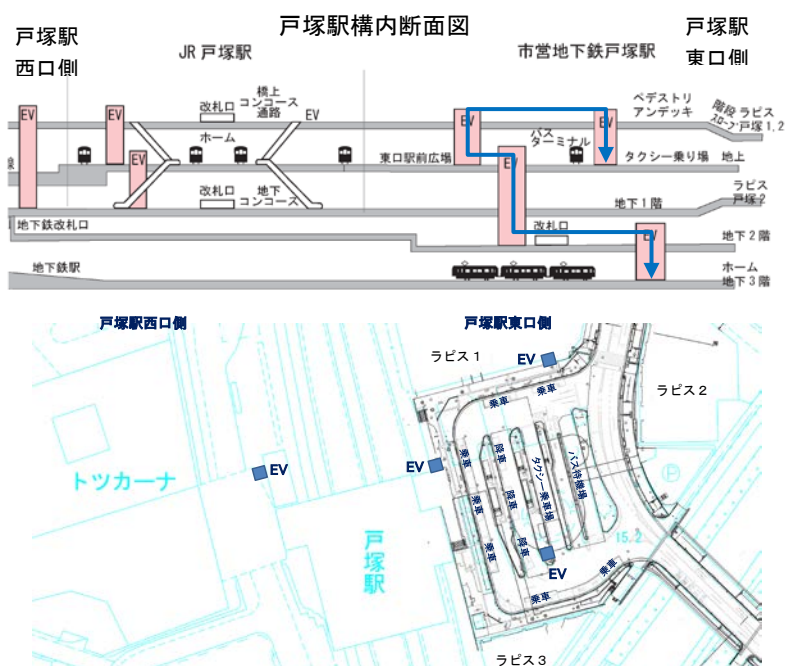 戸塚駅構内断面図
戸塚駅
西口側
JR 戸塚駅
市営地下鉄戸塚駅
戸塚駅
東口側
橋上
コンコース
通路
改札口
EV
EV
EV
EV
EV
EV
ペデストリ
アンデッキ
階段
スロープ
ラピス
戸塚1,2
ホーム
バス
ターミナル
線
EV
東口駅前広場
EV
タクシー乗り場
地上
改札口
地下
コンコース
地下1階
ラピス
戸塚2
地下鉄改札口
改札口
EV
地下2階
地下鉄駅
ホーム
地下3階
戸塚駅西口側
戸塚駅東口側
ラピス1
EV
ラピス2
乗車
乗車
トツカーナ
EV
EV
乗車
降車
タクシー乗車場
バス待機場
乗車
降車
乗車
降車
15.2
戸塚駅
EV
乗車
乗車
ラピス3